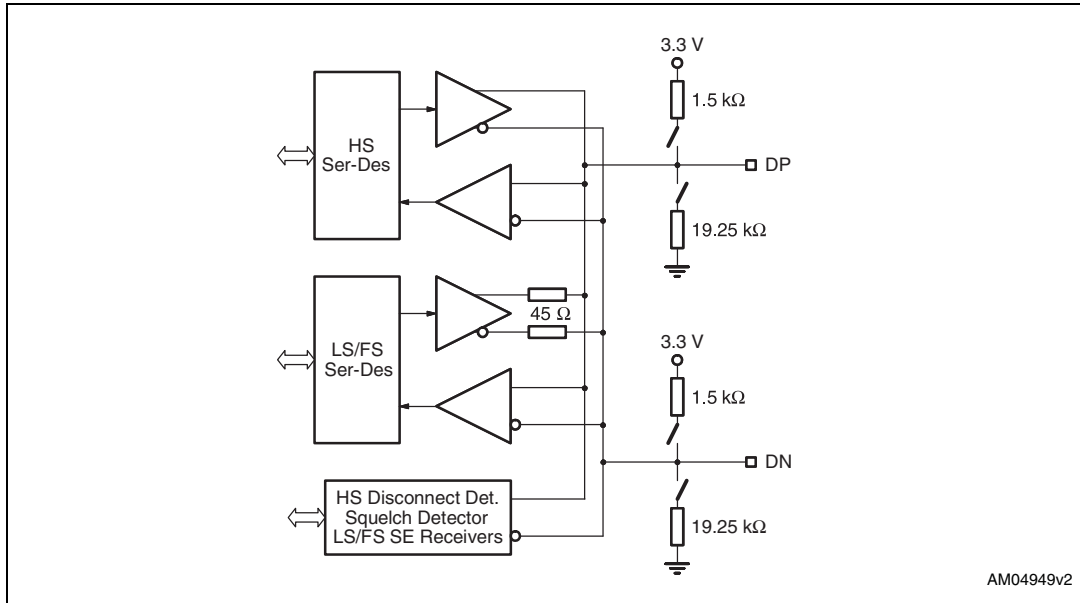 HS
Ser-Des
3.3 V
1.5 kΩ
DP
19.25 kΩ
LS/FS
Ser-Des
45 Ω
3.3 V
1.5 kΩ
DN
19.25 kΩ
HS Disconnect Det.
Squelch Detector
LS/FS SE Receivers
AM04949v2